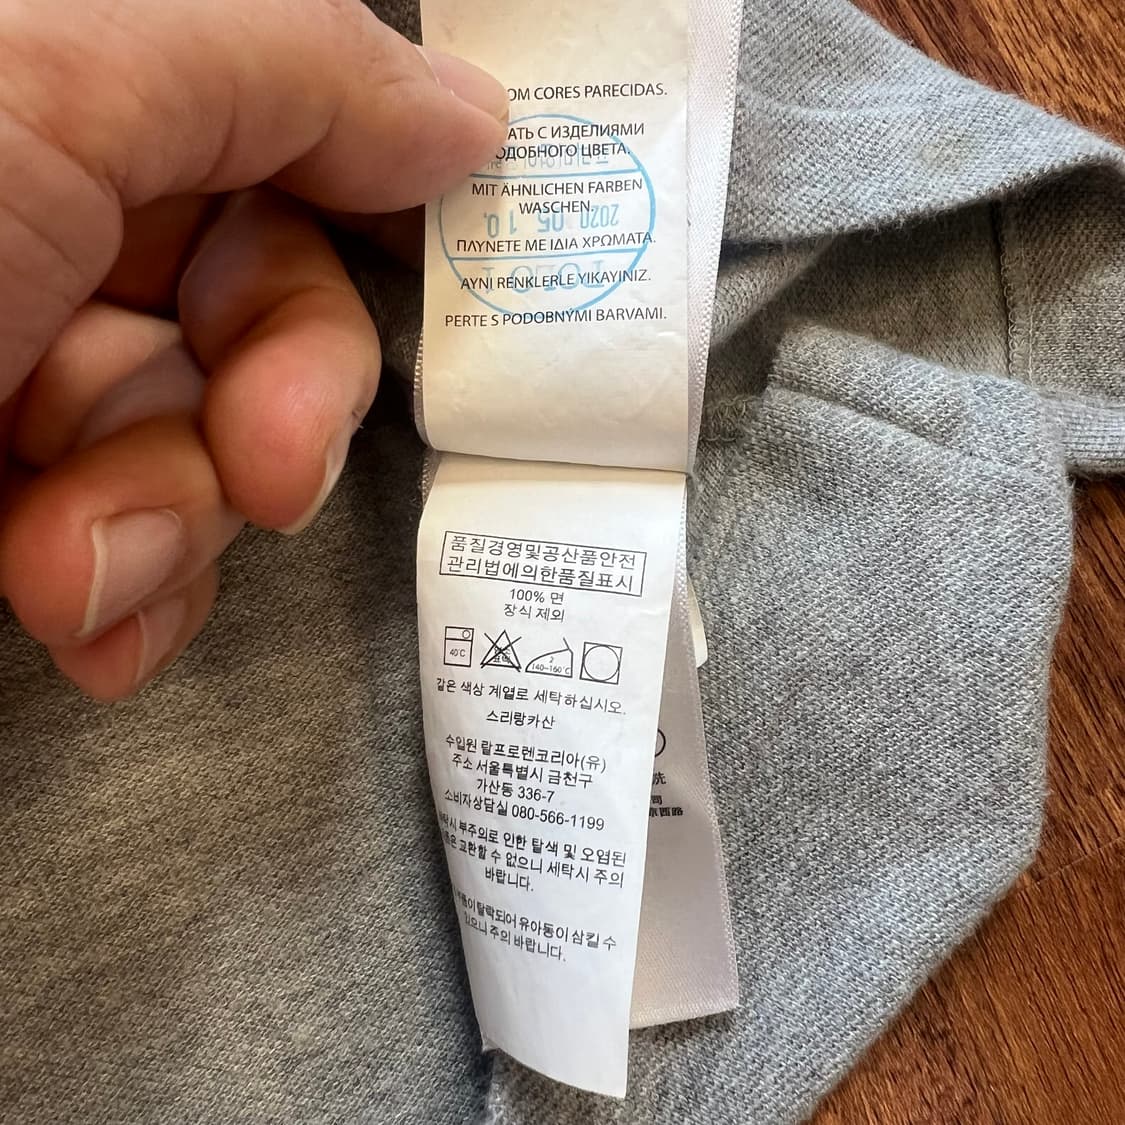 OM CORES PARECIDAS.
АТЬ С ИЗДЕЛИЯМИ
ОДОБНОГО ЦВЕТА.
MIT ÄHNLICHEN FARBEN
WASCHEN.
2020. 05. 10.
ΠΛΥΝΕΤΕ ΜΕ ΙΔΙΑ ΧΡΩΜΑΤΑ.
AYNI RENKLERLE YIKAYINIZ.
PERTE S PODOBNÝMI BARVAMI.
품질경영및공산품안전
관리법에의한품질표시
100% 면
장식 제외
40˚C
2
140~160˚C
같은 색상 계열로 세탁하십시오.
스리랑카산
수입원 랄프로렌코리아(유)
주소 서울특별시 금천구
가산동 336-7
소비자상담실 080-566-1199
부주의로 인한 탈색 및 오염된
교환할 수 없으니 세탁시 주의
바랍니다.
탈락되어 유아동이 삼킬 수
있으니 주의 바랍니다.
洗